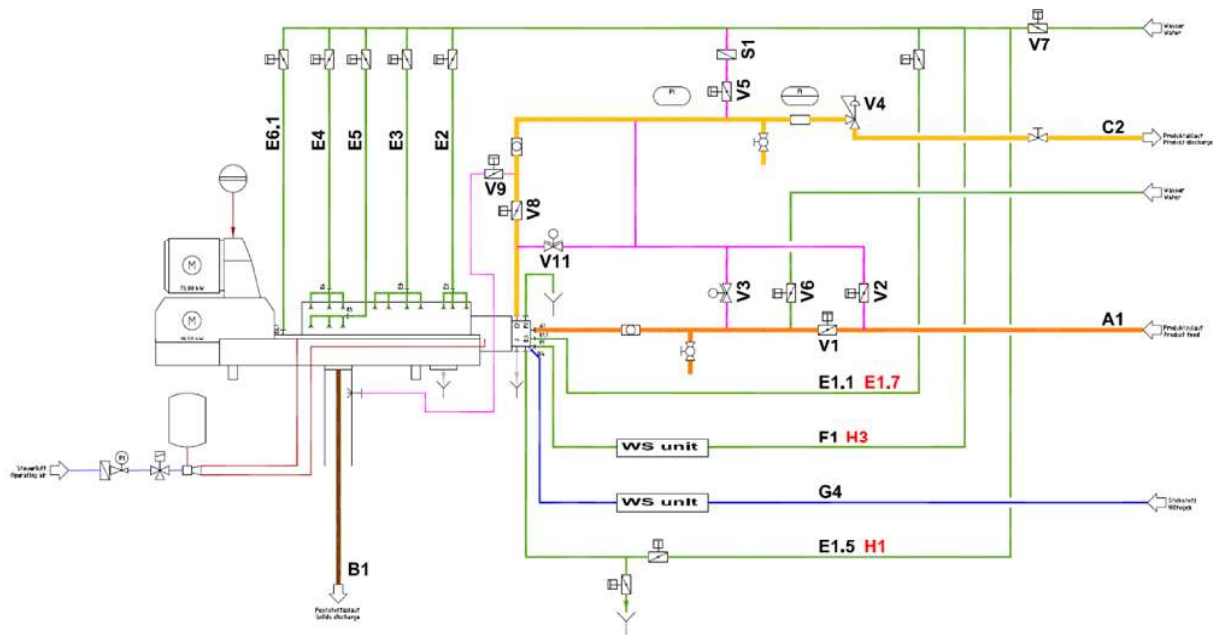 Wasser
Water
V7
S1
V5
PI
FI
V4
C2
Produktablauf
Product discharge
E6.1
E4
E5
E3
E2
V9
V8
Wasser
Water
V11
V3
V6
V2
M
M
A1
Produktzulauf
Product feed
V1
E1.1 E1.7
F1 H3
WS unit
Steuerluft
Operating air
PI
G4
WS unit
Stickstoff
E1.5 H1
B1
Feststoffablauf
Solids discharge